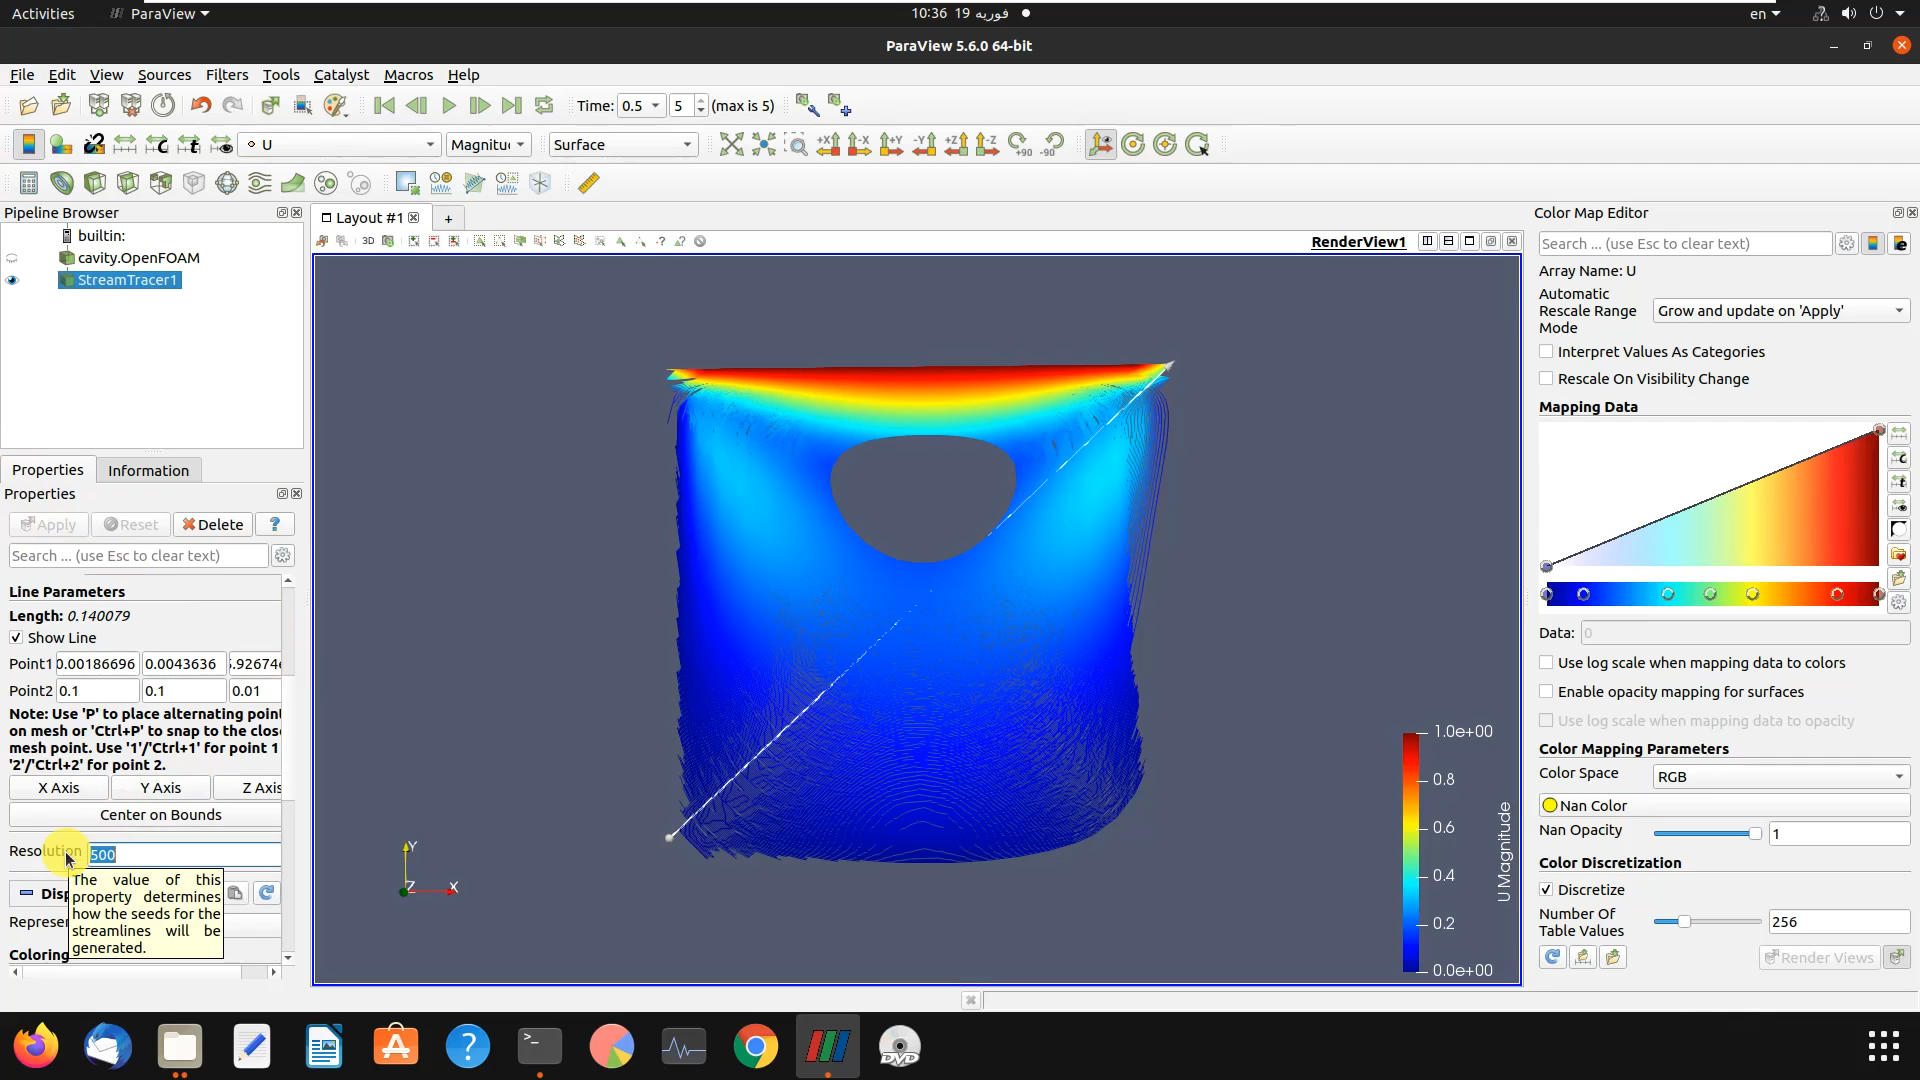 Activities ParaView 10:36 19 فوریه en
ParaView 5.6.0 64-bit
File Edit View Sources Filters Tools Catalyst Macros Help
Time: 0.5 5 (max is 5)
U Magnitu Surface
+X -X +Y -Y +Z -Z +90 -90
Pipeline Browser
builtin:
cavity.OpenFOAM
StreamTracer1
Properties Information
Properties
Apply Reset Delete ?
Search ... (use Esc to clear text)
Line Parameters
Length: 0.140079
Show Line
Point1 0.00186696 0.0043636 5.92674e
Point2 0.1 0.1 0.01
Note: Use 'P' to place alternating point
on mesh or 'Ctrl+P' to snap to the close
mesh point. Use '1'/'Ctrl+1' for point 1
'2'/'Ctrl+2' for point 2.
X Axis Y Axis Z Axis
Center on Bounds
Resolution 500
The value of this
property determines
how the seeds for the
streamlines will be
generated.
Disp
Represen
Coloring
Layout #1 +
3D RenderView1
Y
Z X
1.0e+00
0.8
0.6
0.4
0.2
0.0e+00
U Magnitude
Color Map Editor
Search ... (use Esc to clear text)
Array Name: U
Automatic
Rescale Range
Mode
Grow and update on 'Apply'
Interpret Values As Categories
Rescale On Visibility Change
Mapping Data
Data: 0
Use log scale when mapping data to colors
Enable opacity mapping for surfaces
Use log scale when mapping data to opacity
Color Mapping Parameters
Color Space RGB
Nan Color
Nan Opacity 1
Color Discretization
Discretize
Number Of
Table Values
256
Render Views
DVD